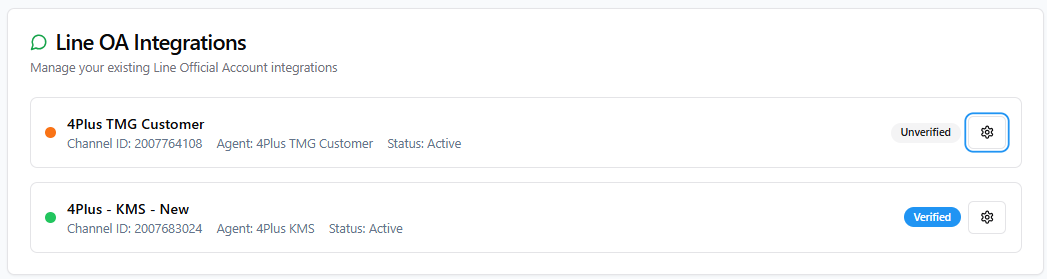 Line OA Integrations
Manage your existing Line Official Account integrations
4Plus TMG Customer
Channel ID: 2007764108 Agent: 4Plus TMG Customer Status: Active
Unverified
4Plus - KMS - New
Channel ID: 2007683024 Agent: 4Plus KMS Status: Active
Verified